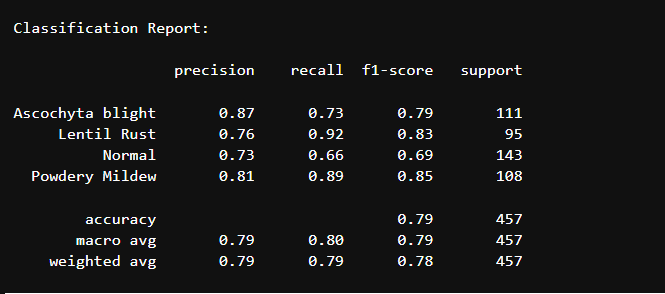 Classification Report:
precision recall f1-score support
Ascochyta blight 0.87 0.73 0.79 111
Lentil Rust 0.76 0.92 0.83 95
Normal 0.73 0.66 0.69 143
Powdery Mildew 0.81 0.89 0.85 108
accuracy 0.79 457
macro avg 0.79 0.80 0.79 457
weighted avg 0.79 0.79 0.78 457